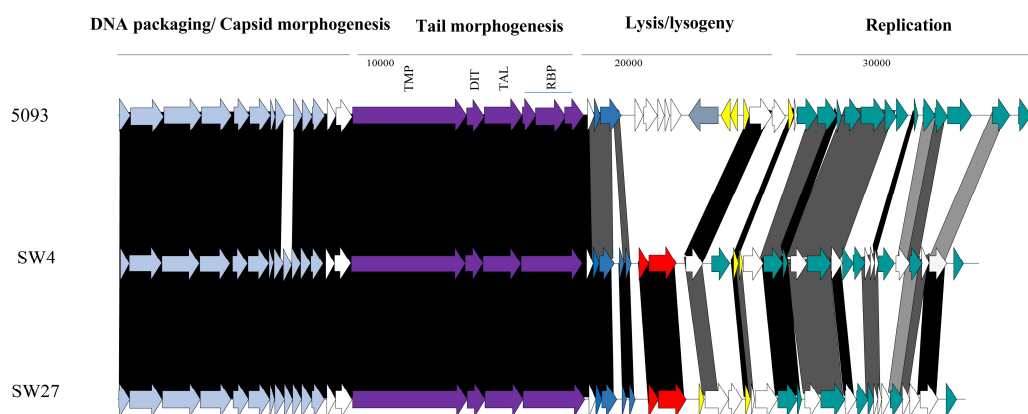 DNA packaging/ Capsid morphogenesis
Tail morphogenesis
Lysis/lysogeny
Replication
10000
20000
30000
TMP
DIT
TAL
RBP
5093
SW4
SW27